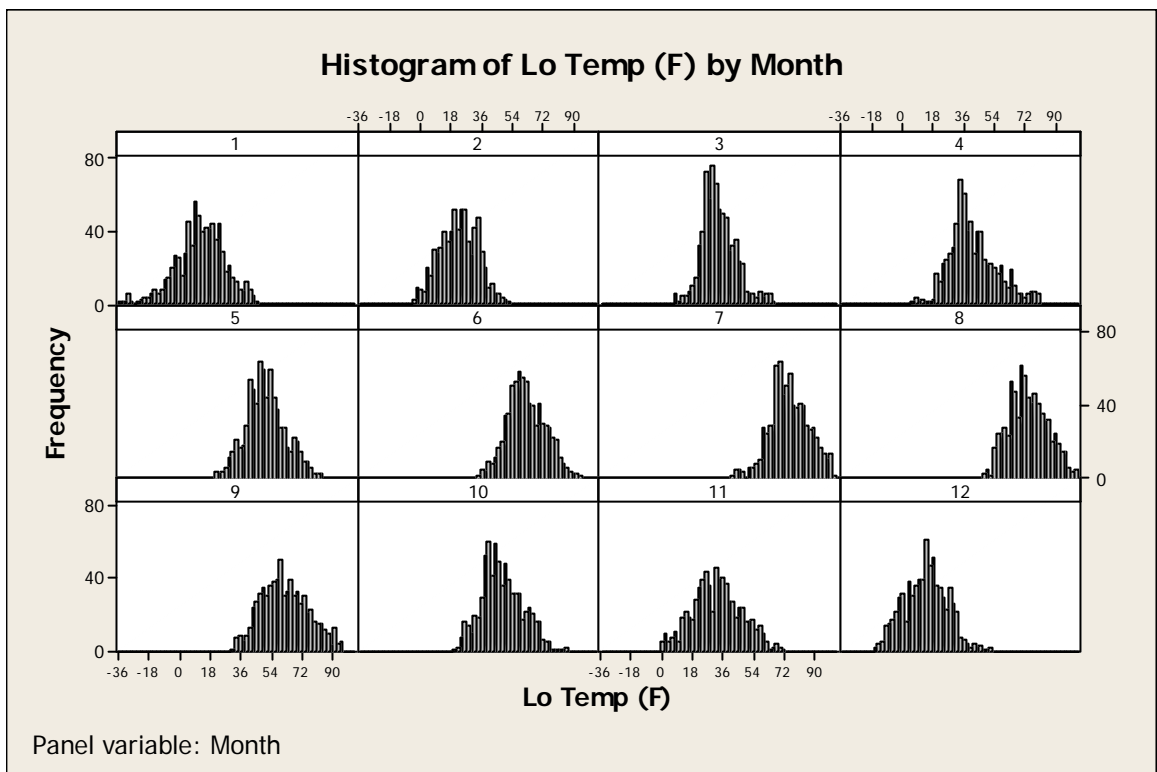 Histogram of Lo Temp (F) by Month
-36 -18 0 18 36 54 72 90
-36 -18 0 18 36 54 72 90
1 2 3 4
80
40
0
5 6 7 8
80
40
0
9 10 11 12
80
40
0
Frequency
-36 -18 0 18 36 54 72 90
-36 -18 0 18 36 54 72 90
Lo Temp (F)
Panel variable: Month